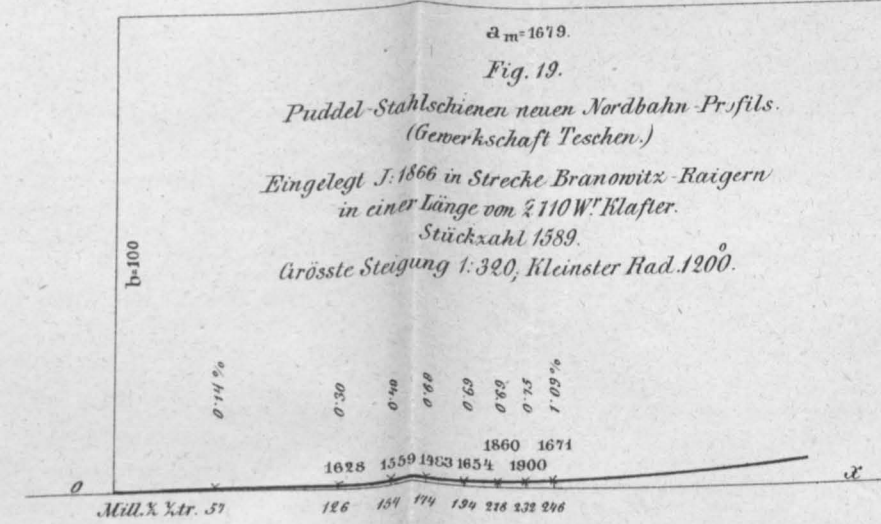 a m = 1679.
Fig. 19.
Puddel-Stahlschienen neuen Nordbahn-Profils.
(Gewerkschaft Teschen.)
Eingelegt J: 1866 in Strecke Branowitz-Raigern
in einer Länge von 2110 Wr Klafter.
Stückzahl 1589.
Grösste Steigung 1:320, Kleinster Rad. 1200°.
b=100
0.14 % 0.30 0.40 0.68 0.69 0.69 0.75 1.09 %
1860 1671
1628 1559 1483 1654 1900
0 x
Mill. Z. Ztr. 57 126 154 174 194 218 232 246